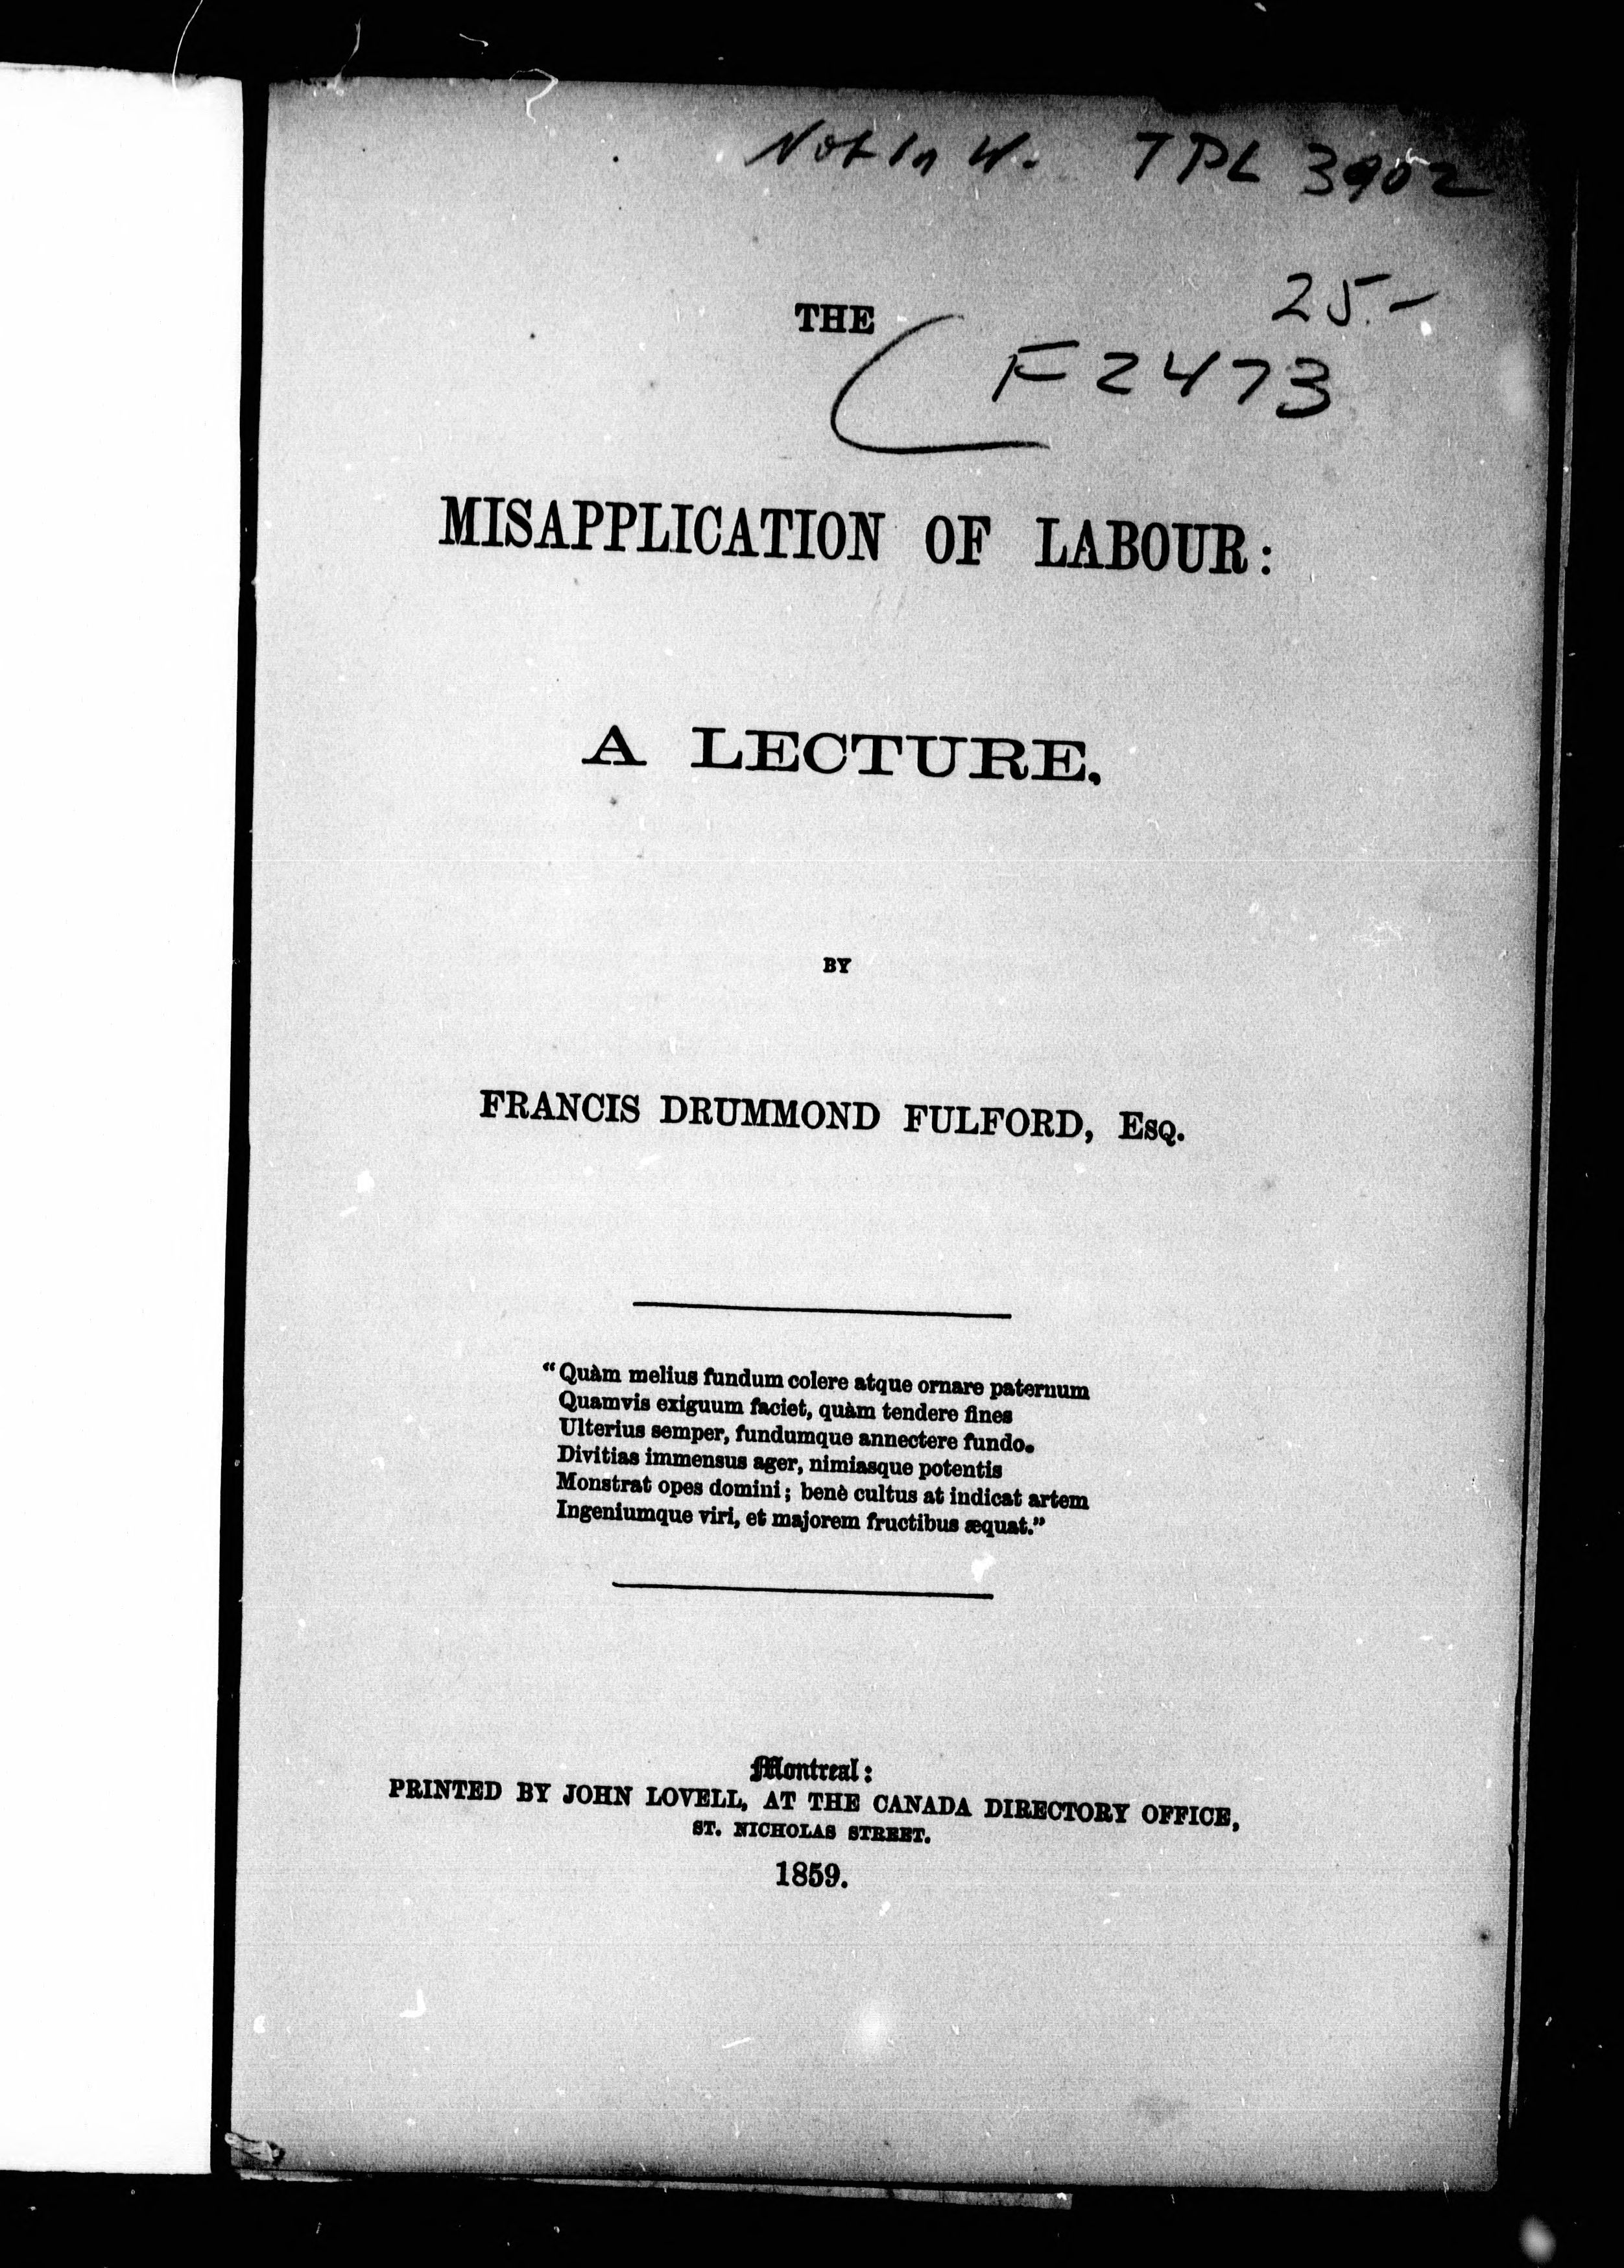 Not in W. TPL 3902
25.-
THE
F2473
MISAPPLICATION OF LABOUR:
A LECTURE,
BY
FRANCIS DRUMMOND FULFORD, ESQ.
“Quàm melius fundum colere atque ornare paternum
Quamvis exiguum faciet, quàm tendere fines
Ulterius semper, fundumque annectere fundo.
Divitias immensus ager, nimiasque potentis
Monstrat opes domini; benè cultus at indicat artem
Ingeniumque viri, et majorem fructibus æquat.”
Montreal:
PRINTED BY JOHN LOVELL, AT THE CANADA DIRECTORY OFFICE,
ST. NICHOLAS STREET.
1859.